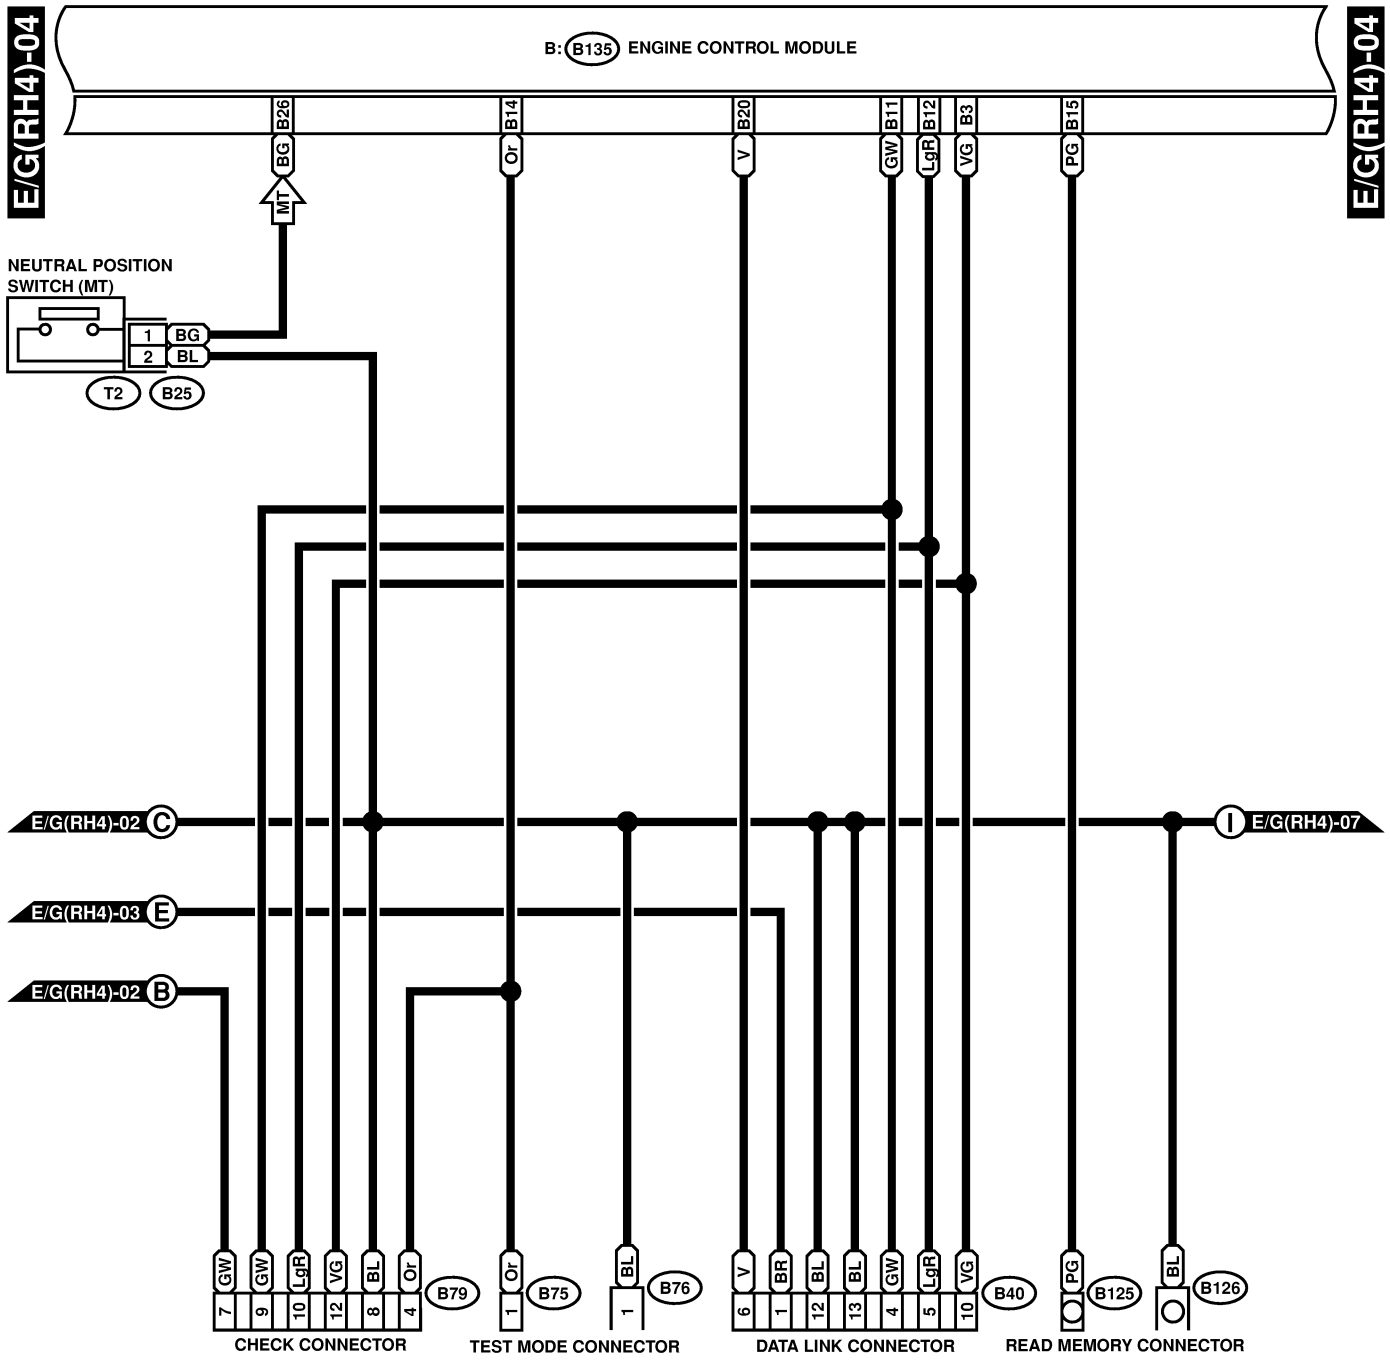 E/G(RH4)-04
B: B135 ENGINE CONTROL MODULE
E/G(RH4)-04
B26 B14 B20 B11 B12 B3 B15
BG Or V GW LgR VG PG
MT
NEUTRAL POSITION
SWITCH (MT)
1 BG
2 BL
T2 B25
E/G(RH4)-02 C
I E/G(RH4)-07
E/G(RH4)-03 E
E/G(RH4)-02 B
GW GW LgR VG BL Or Or BL V BR BL BL GW LgR VG PG BL
7 9 10 12 8 4 B79 1 B75 1 B76 6 1 12 13 4 5 10 B40 B125 B126
CHECK CONNECTOR
TEST MODE CONNECTOR
DATA LINK CONNECTOR
READ MEMORY CONNECTOR